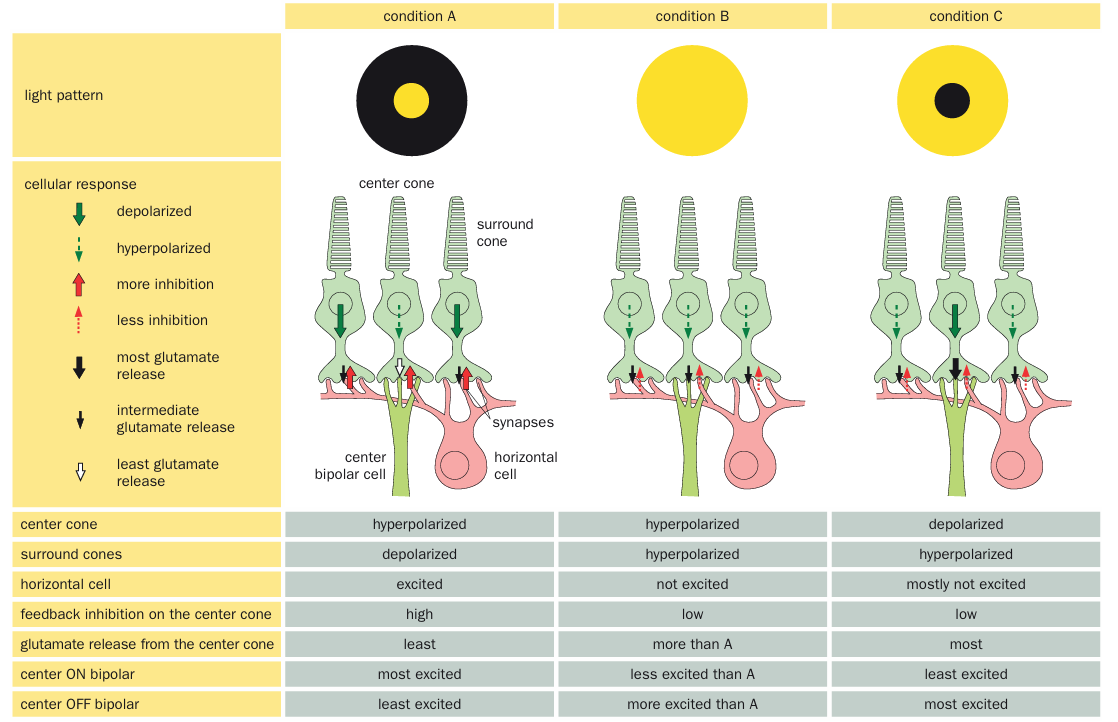 condition A
condition B
condition C
light pattern
cellular response
depolarized
hyperpolarized
more inhibition
less inhibition
most glutamate
release
intermediate
glutamate release
least glutamate
release
center cone
surround
cone
synapses
center
bipolar cell
horizontal
cell
center cone hyperpolarized hyperpolarized depolarized
surround cones depolarized hyperpolarized hyperpolarized
horizontal cell excited not excited mostly not excited
feedback inhibition on the center cone high low low
glutamate release from the center cone least more than A most
center ON bipolar most excited less excited than A least excited
center OFF bipolar least excited more excited than A most excited